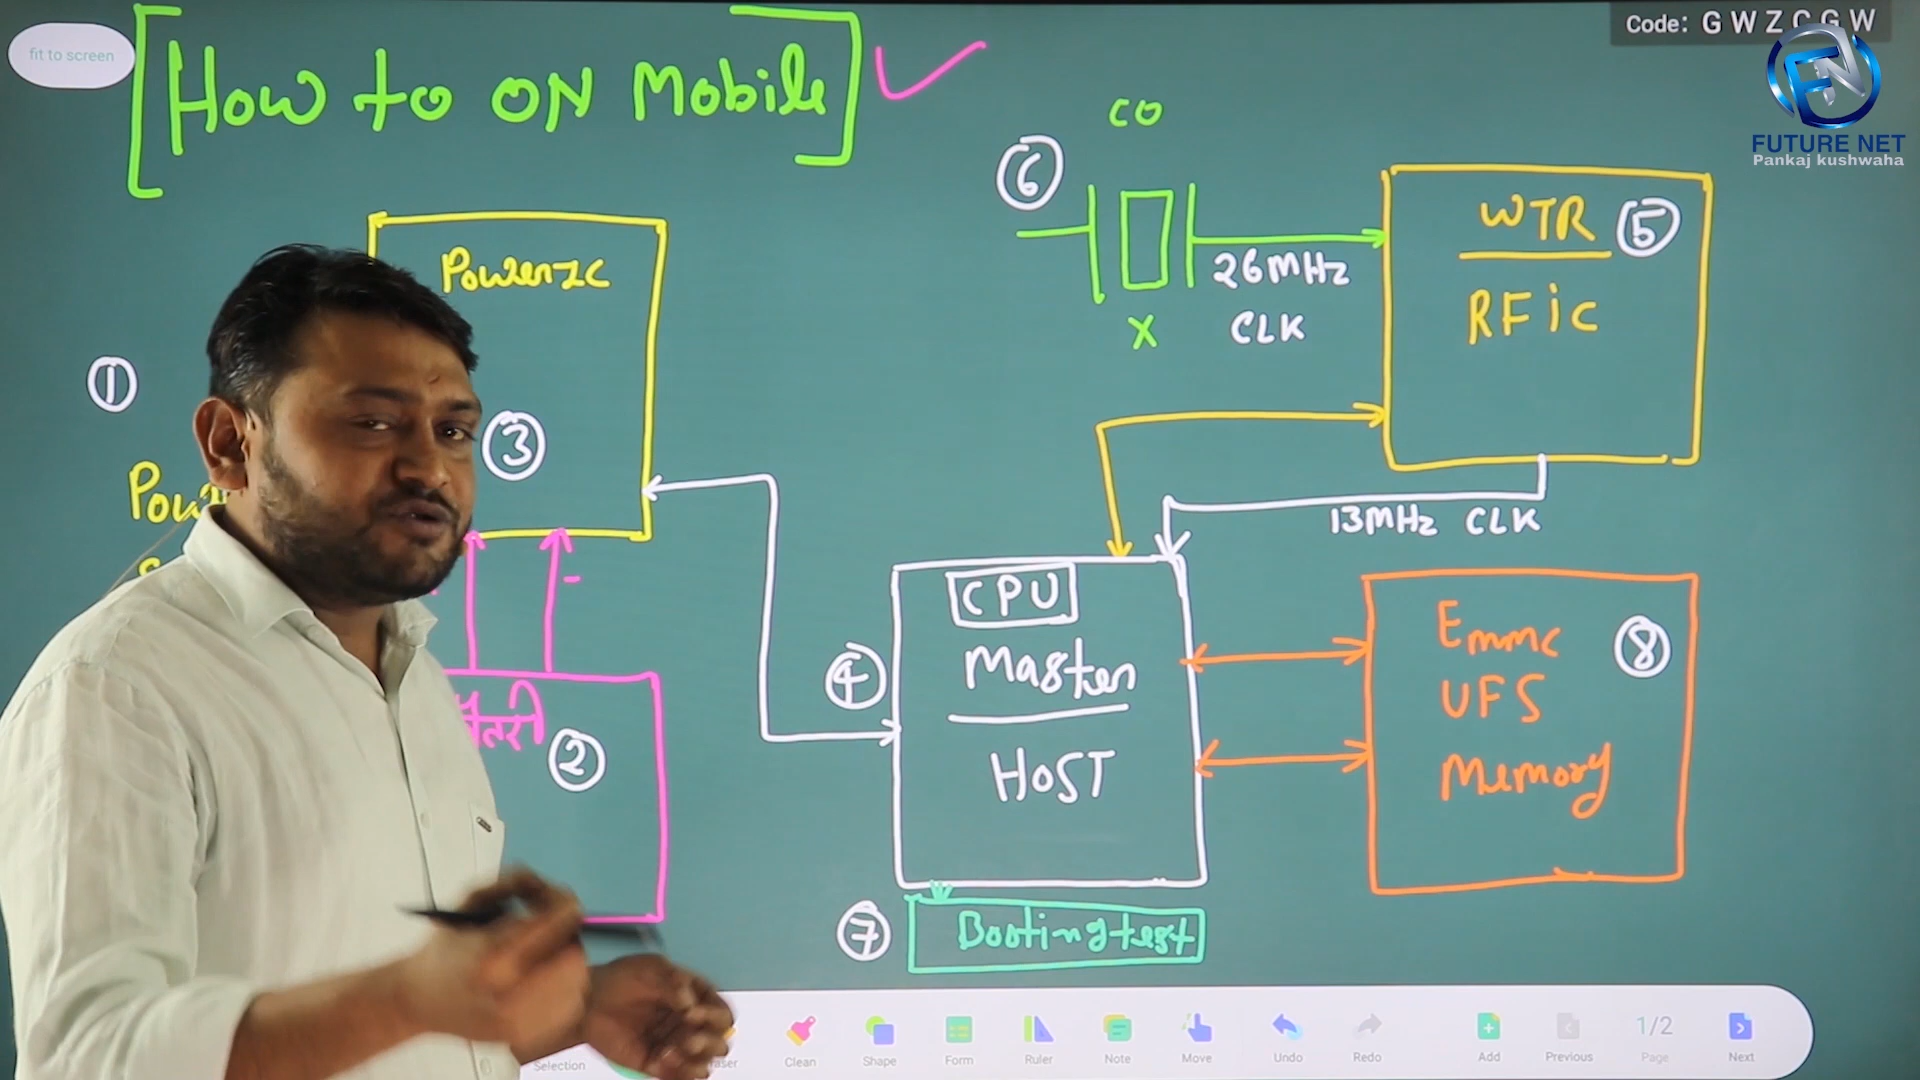 fit to screen
[How to ON Mobile]
Code: G W Z C G W
FUTURE NET
Pankaj kushwaha
CO
6
WTR 5
RFic
26MHz
CLK
X
PowerIC
1
3
13MHz CLK
CPU
Master
HOST
4
Emmc 8
UFS
Memory
-
2
7
Bootingtest
Selection
Clean
Shape
Form
Ruler
Note
Move
Undo
Redo
Add
Previous
1/2
Page
Next